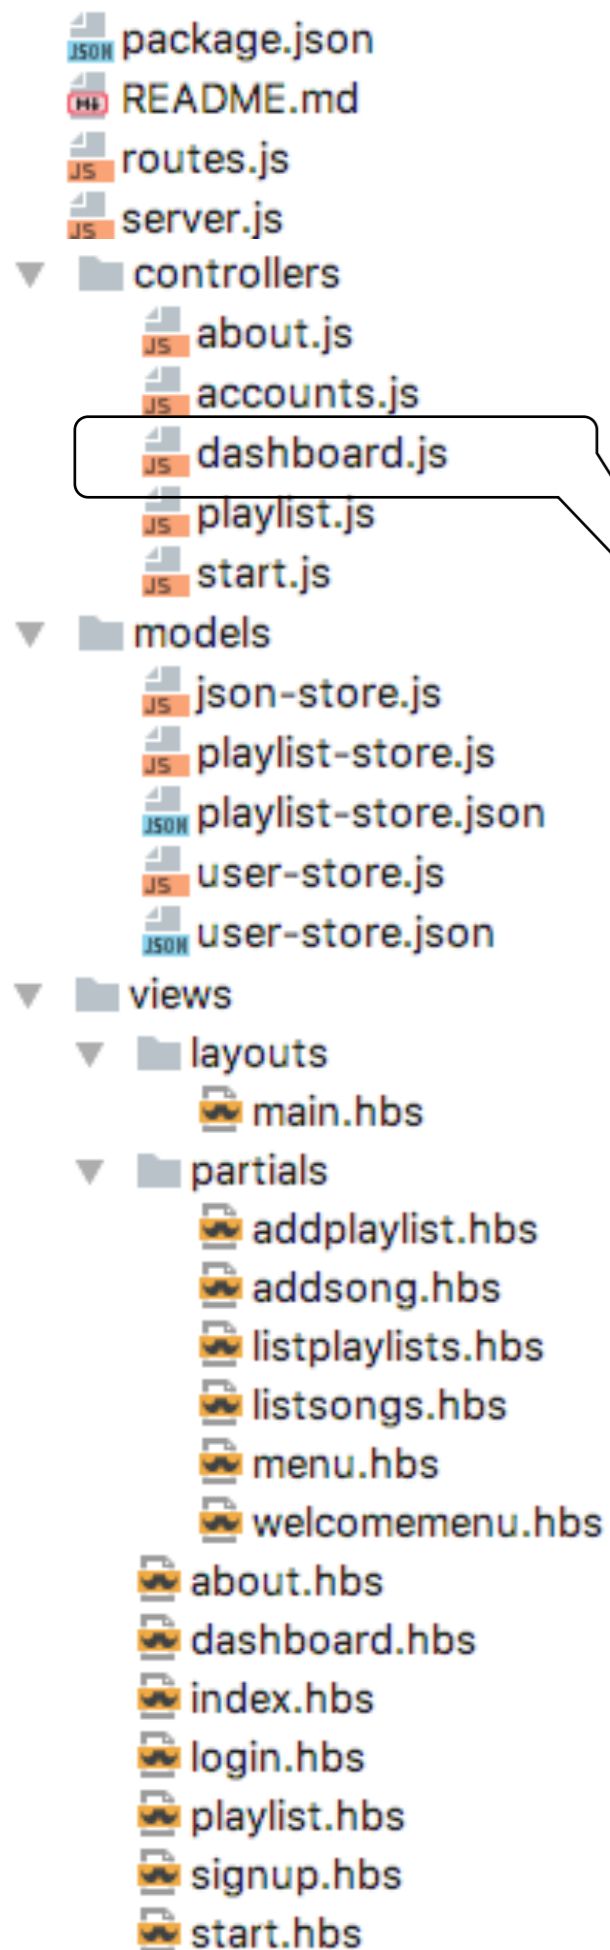 package.json
README.md
routes.js
server.js
controllers
about.js
accounts.js
dashboard.js
playlist.js
start.js
models
json-store.js
playlist-store.js
playlist-store.json
user-store.js
user-store.json
views
layouts
main.hbs
partials
addplaylist.hbs
addsong.hbs
listplaylists.hbs
listsongs.hbs
menu.hbs
welcomemenu.hbs
about.hbs
dashboard.hbs
index.hbs
login.hbs
playlist.hbs
signup.hbs
start.hbs